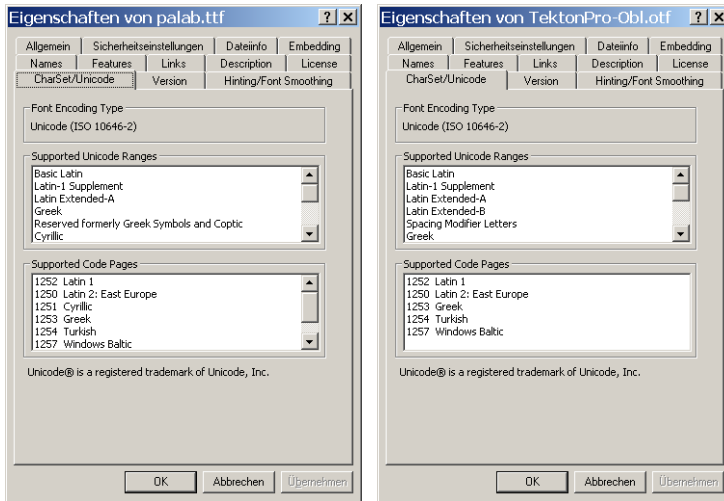 Eigenschaften von palab.ttf
Allgemein Sicherheitseinstellungen Dateiinfo Embedding
Names Features Links Description License
CharSet/Unicode Version Hinting/Font Smoothing
Font Encoding Type
Unicode (ISO 10646-2)
Supported Unicode Ranges
Basic Latin
Latin-1 Supplement
Latin Extended-A
Greek
Reserved formerly Greek Symbols and Coptic
Cyrillic
Supported Code Pages
1252 Latin 1
1250 Latin 2: East Europe
1251 Cyrillic
1253 Greek
1254 Turkish
1257 Windows Baltic
Unicode® is a registered trademark of Unicode, Inc.
OK Abbrechen Übernehmen
Eigenschaften von TektonPro-Obl.otf
Allgemein Sicherheitseinstellungen Dateiinfo Embedding
Names Features Links Description License
CharSet/Unicode Version Hinting/Font Smoothing
Font Encoding Type
Unicode (ISO 10646-2)
Supported Unicode Ranges
Basic Latin
Latin-1 Supplement
Latin Extended-A
Latin Extended-B
Spacing Modifier Letters
Greek
Supported Code Pages
1252 Latin 1
1250 Latin 2: East Europe
1253 Greek
1254 Turkish
1257 Windows Baltic
Unicode® is a registered trademark of Unicode, Inc.
OK Abbrechen Übernehmen